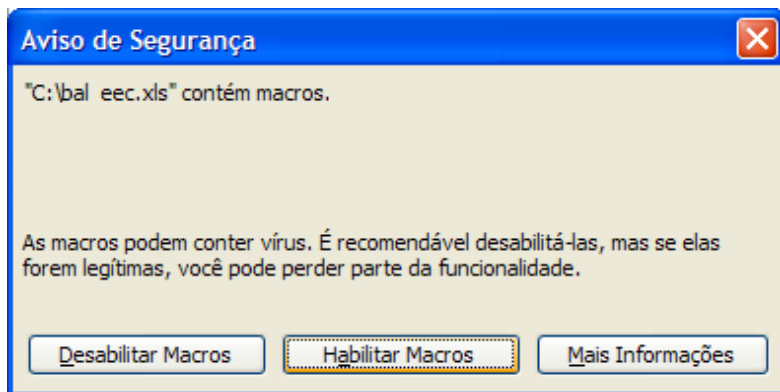 Aviso de Segurança
"C:\bal eec.xls" contém macros.
As macros podem conter vírus. É recomendável desabilitá-las, mas se elas
forem legítimas, você pode perder parte da funcionalidade.
Desabilitar Macros
Habilitar Macros
Mais Informações